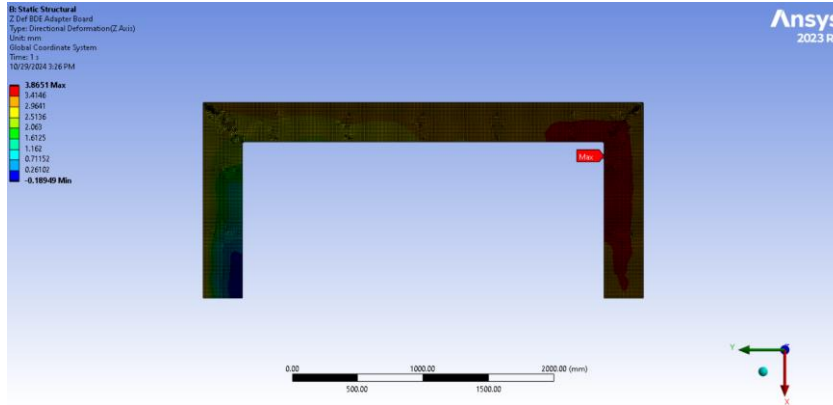 B: Static Structural
Z Def BDE Adapter Board
Type: Directional Deformation(Z Axis)
Unit: mm
Global Coordinate System
Time: 1 s
10/29/2024 3:26 PM
3.8651 Max
3.4146
2.9641
2.5136
2.063
1.6125
1.162
0.71152
0.26102
-0.18949 Min
Ansys
2023 R
Max
0.00 1000.00 2000.00 (mm)
500.00 1500.00
Y
Z
X